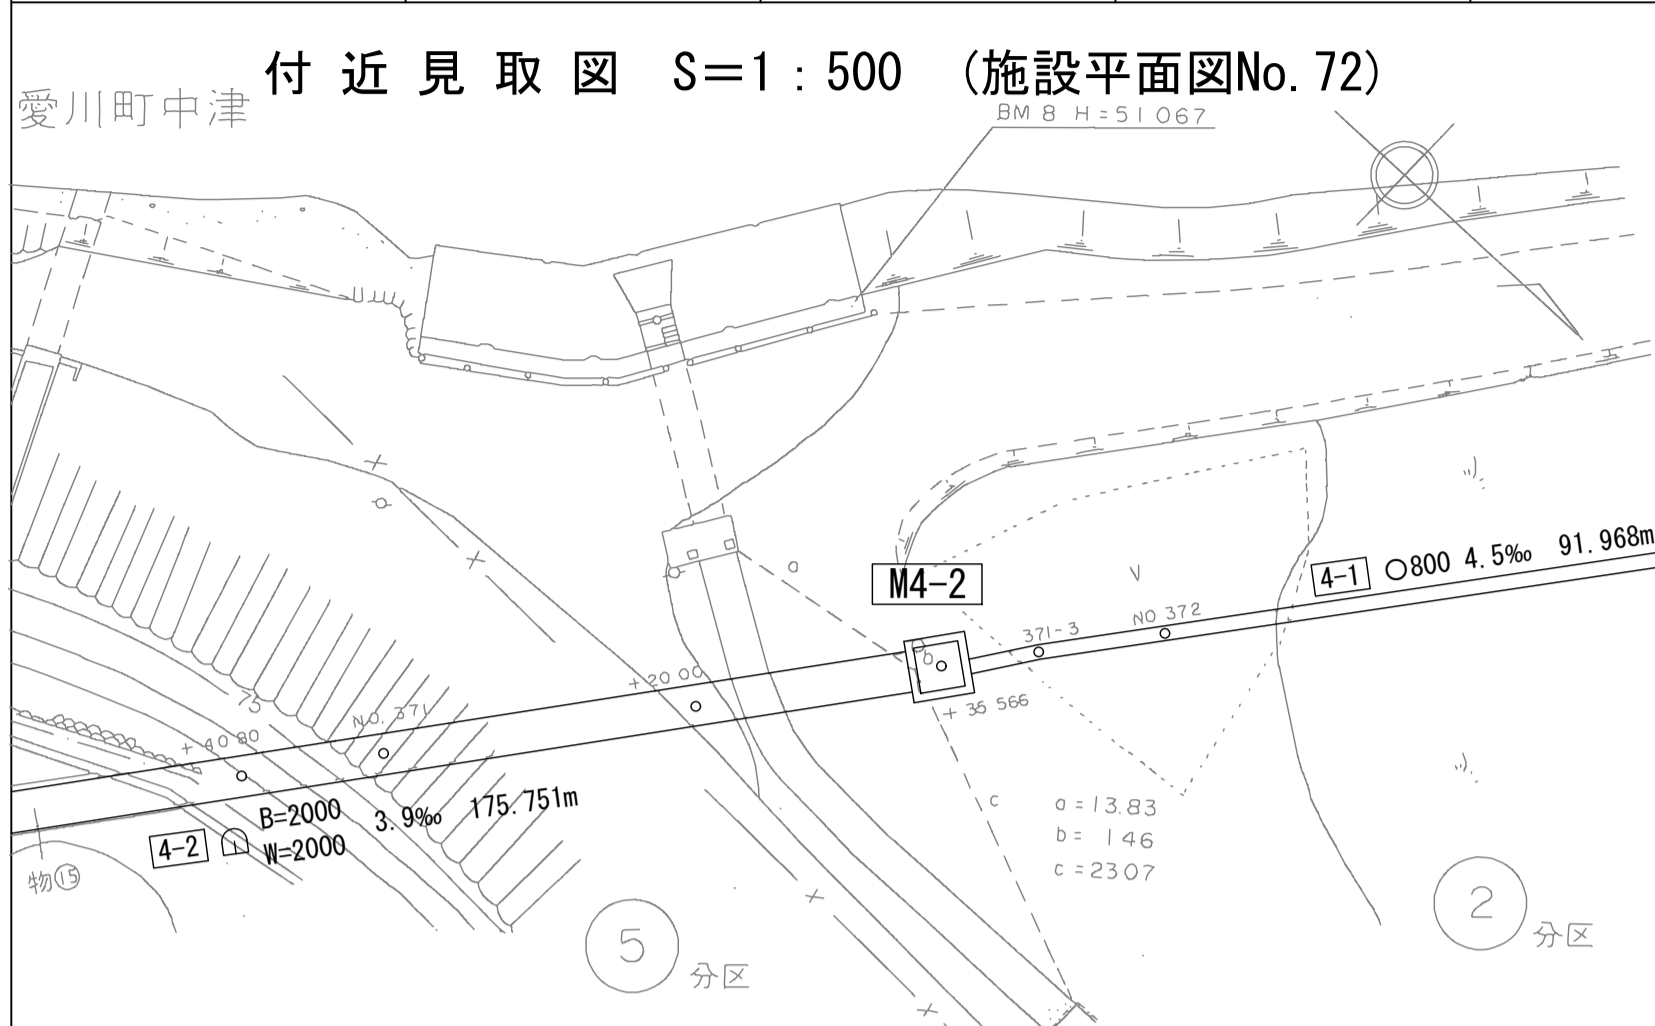 付近見取図 S=1:500 (施設平面図No.72)
愛川町中津
BM 8 H=51 067
M4-2
4-1 ○800 4.5‰ 91.968m
NO 372
371-3
a
V
b
+20 00
+ 35 566
75
NO. 371
+ 40 80
B=2000 3.9‰ 175.751m
4-2
W=2000
物⑮
c
a=13.83
b= 146
c=2307
5 分区
2 分区